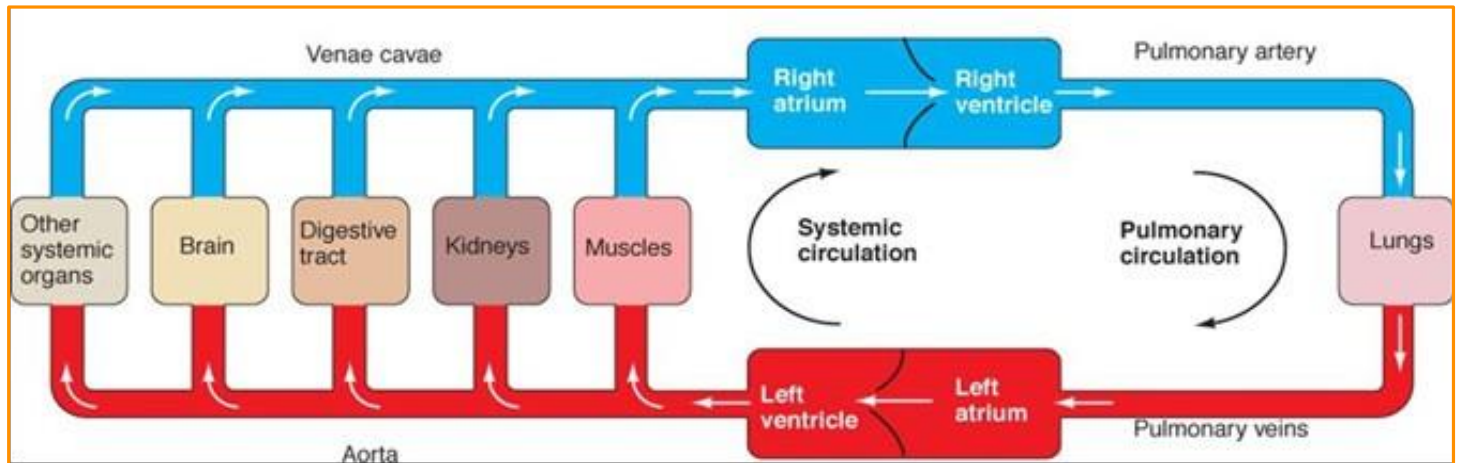 Venae cavae
Pulmonary artery
Right
atrium
Right
ventricle
Other
systemic
organs
Brain
Digestive
tract
Kidneys
Muscles
Systemic
circulation
Pulmonary
circulation
Lungs
Left
ventricle
Left
atrium
Pulmonary veins
Aorta